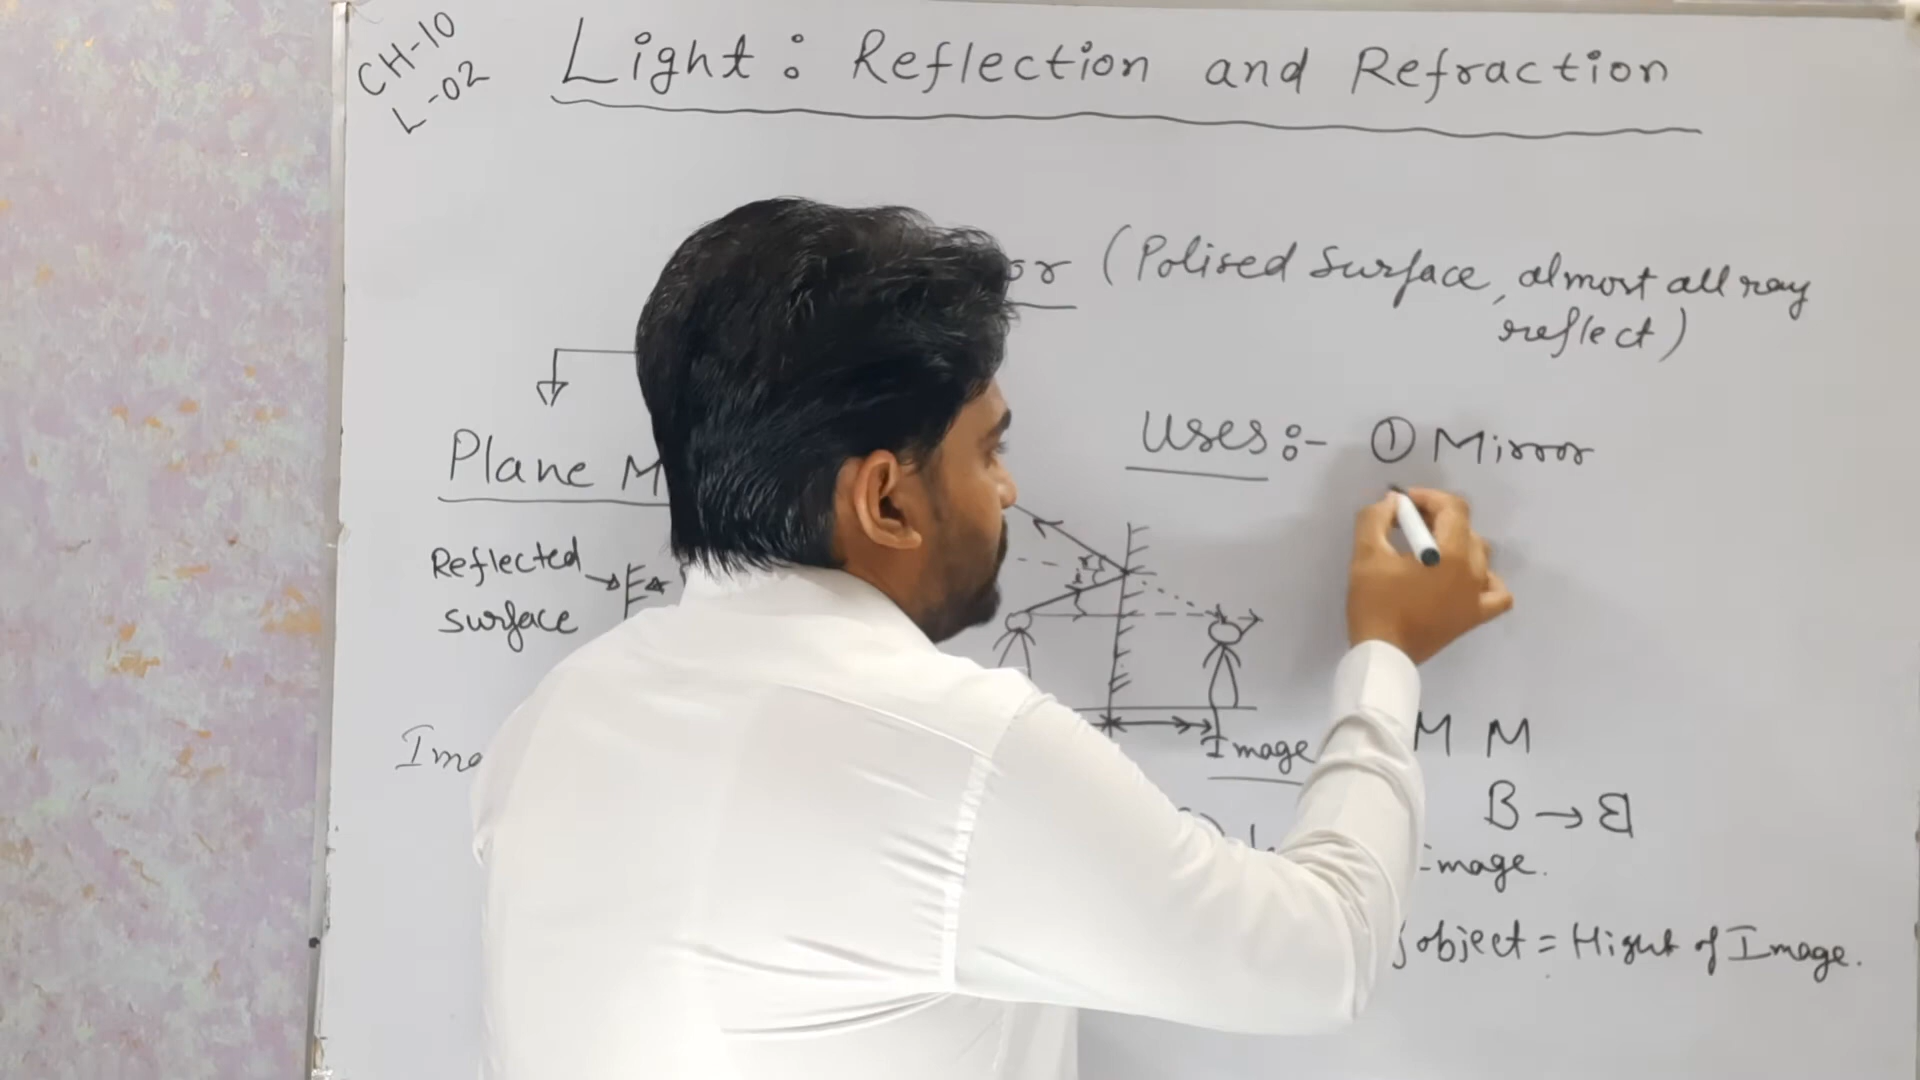 CH-10
L-02
Light: Reflection and Refraction
or (Polised Surface, almost all ray
reflect)
Plane M
Uses:- ① Mirror
Reflected
surface
Image
M M
B → B
Image.
object = Hight of Image.